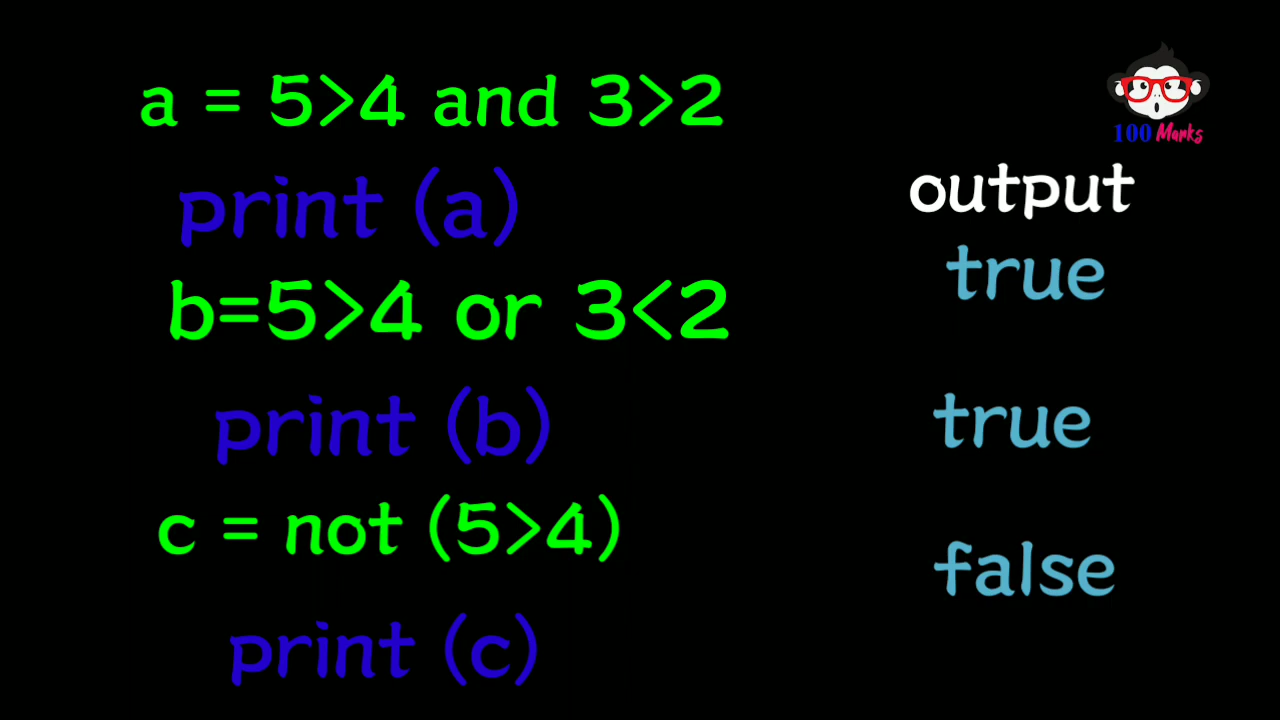 a = 5>4 and 3>2
100 Marks
print (a)
output
true
b=5>4 or 3<2
print (b)
true
c = not (5>4)
false
print (c)